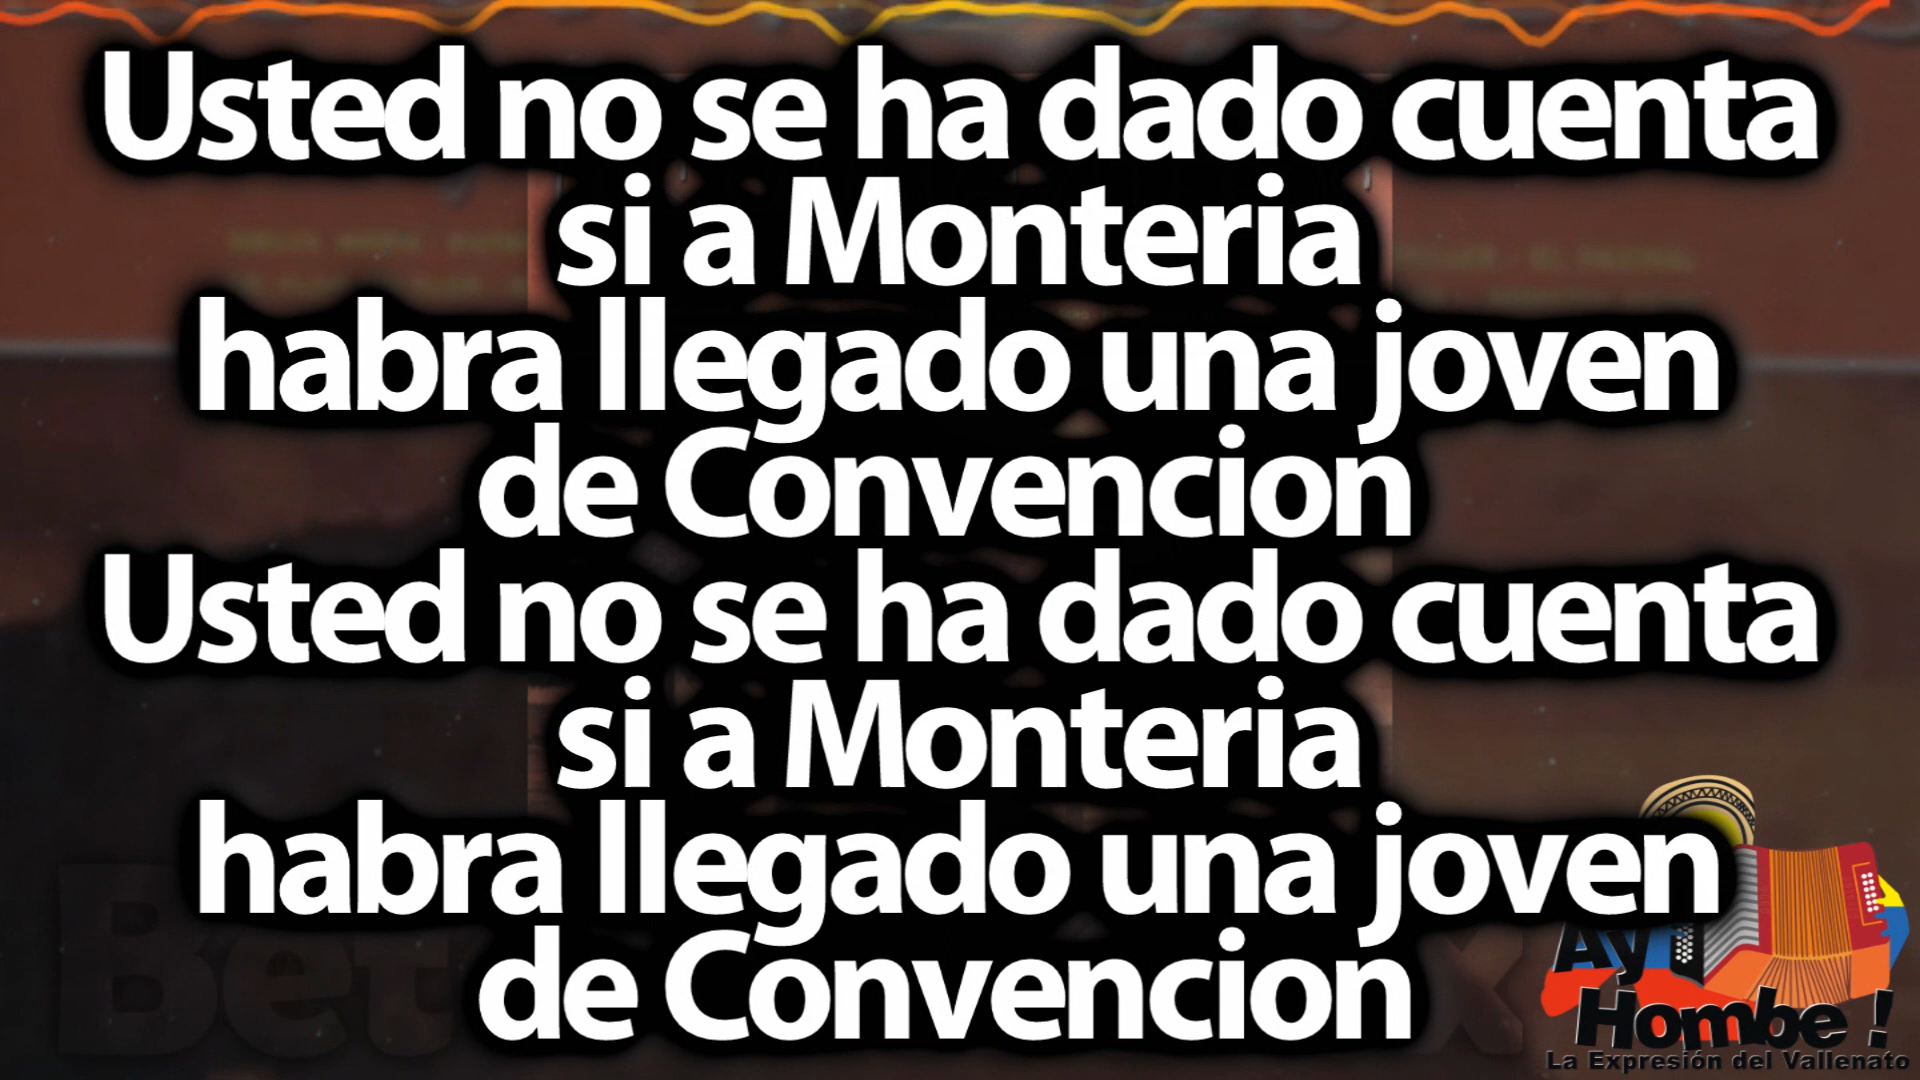 Usted no se ha dado cuenta
si a Monteria
habra llegado una joven
de Convencion
Usted no se ha dado cuenta
si a Monteria
habra llegado una joven
de Convencion
Ay
Hombe !
La Expresión del Vallenato